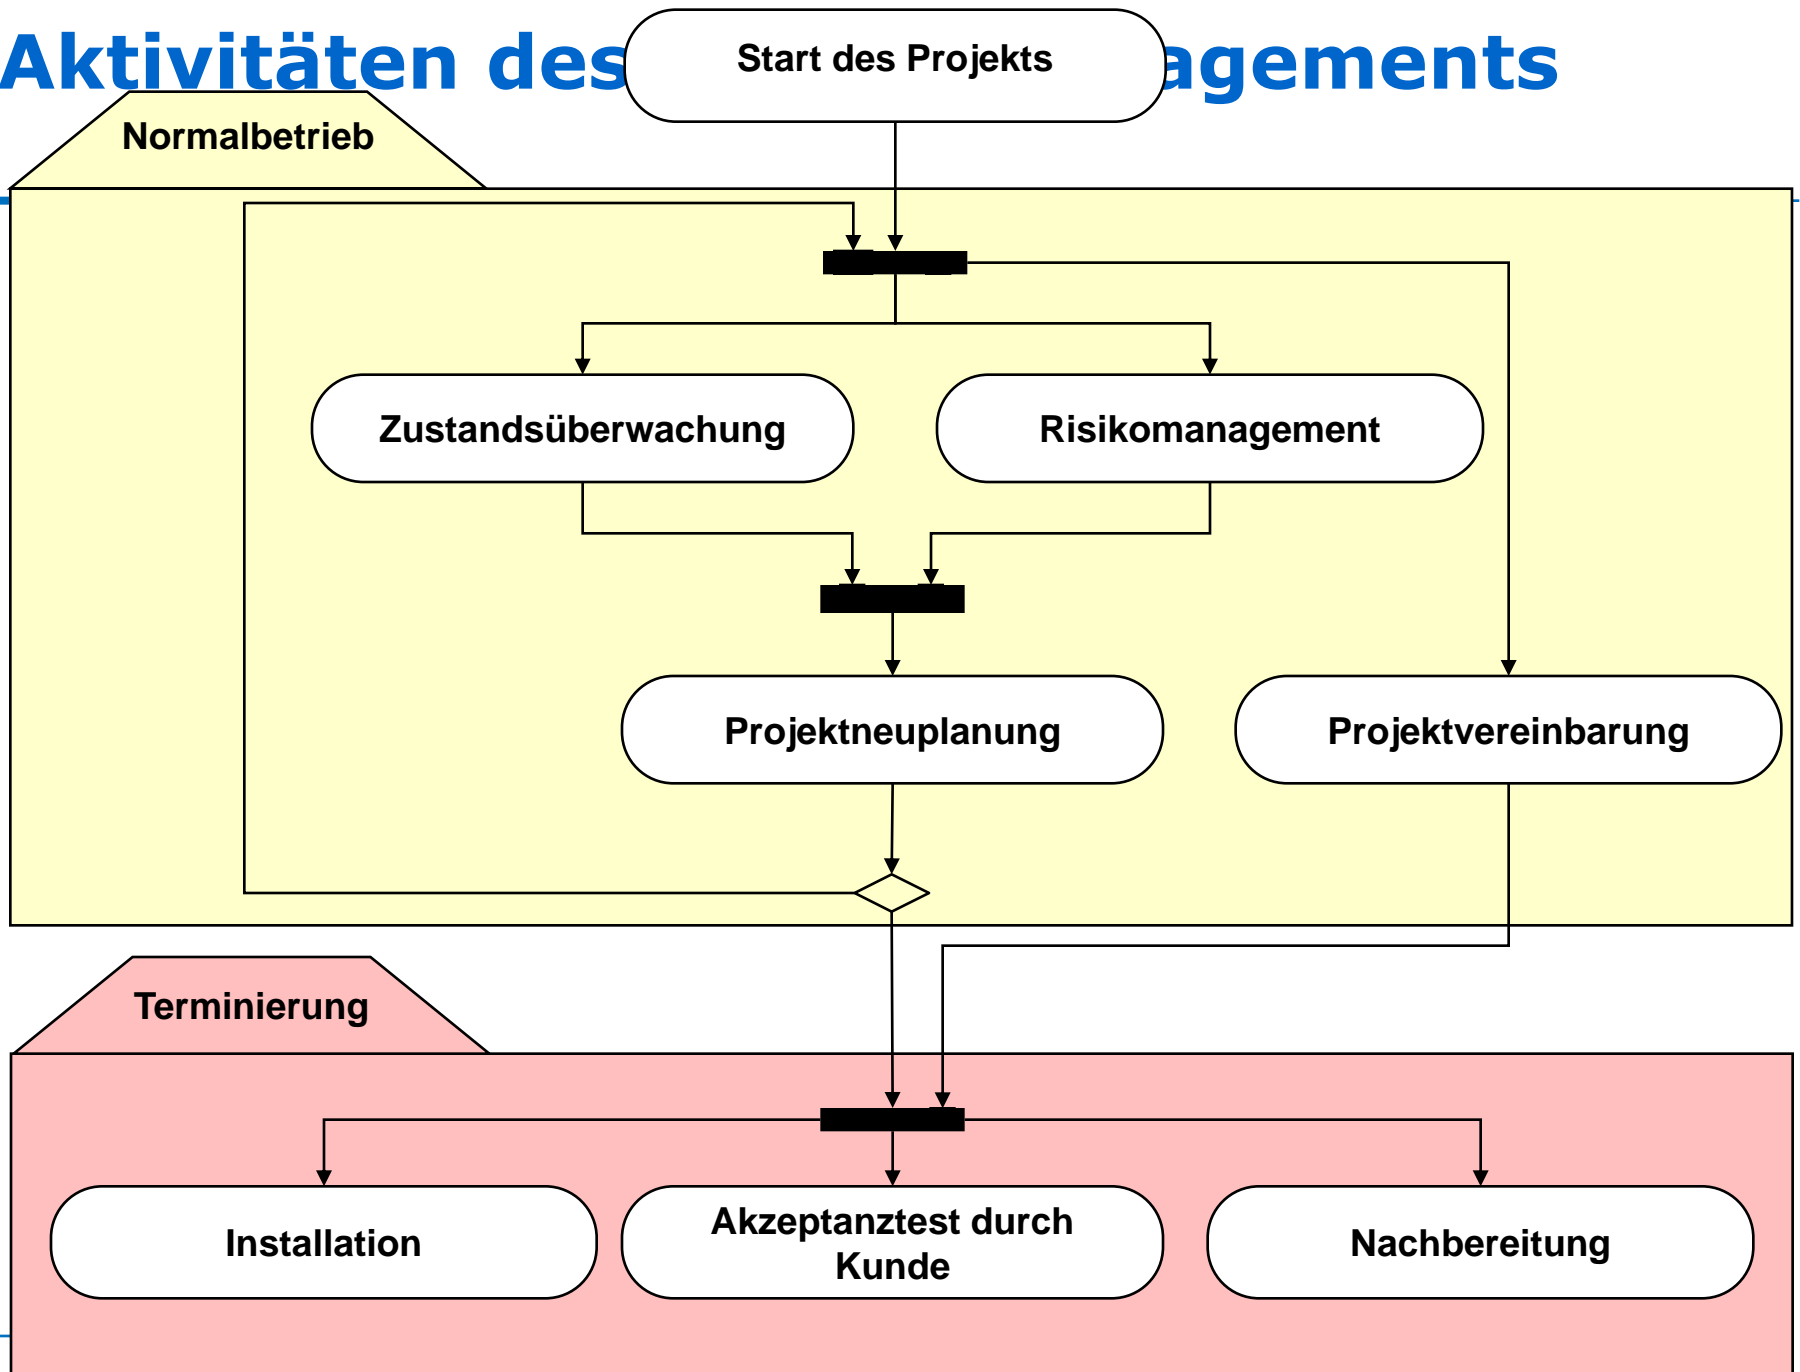 Aktivitäten des agements
Start des Projekts
Normalbetrieb
Zustandsüberwachung
Risikomanagement
Projektneuplanung
Projektvereinbarung
Terminierung
Installation
Akzeptanztest durch
Kunde
Nachbereitung